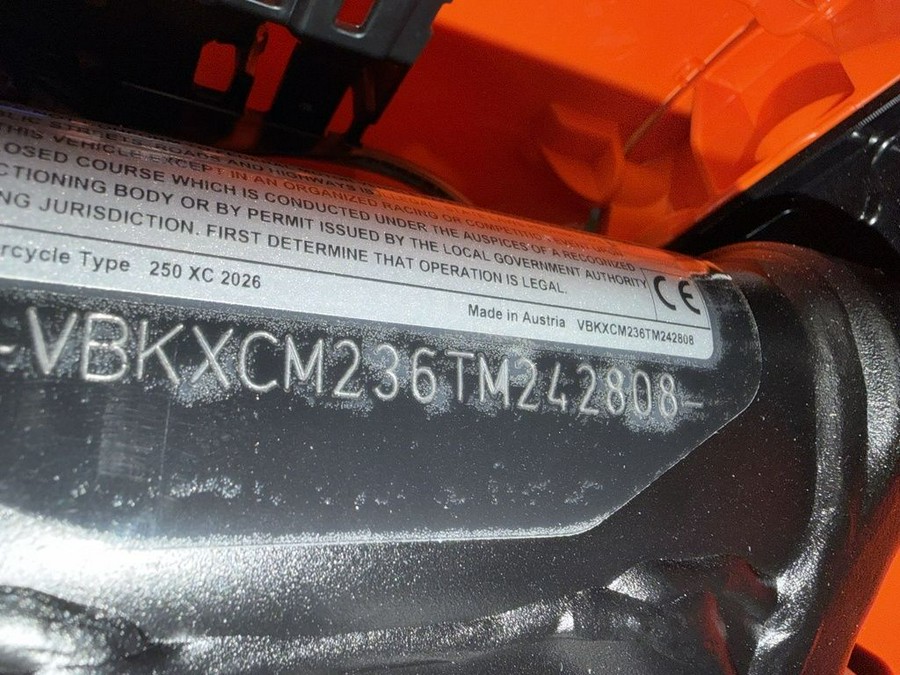 THIS VEHICLE EXCEPT IN AN ORGANIZED RACING OR COMPETITIVE EVENT
OSED COURSE WHICH IS CONDUCTED UNDER THE AUSPICES OF A RECOGNIZED
CTIONING BODY OR BY PERMIT ISSUED BY THE LOCAL GOVERNMENT AUTHORITY
NG JURISDICTION. FIRST DETERMINE THAT OPERATION IS LEGAL.
CE
rcycle Type 250 XC 2026
Made in Austria VBKXCM236TM242808
-VBKXCM236TM242808-